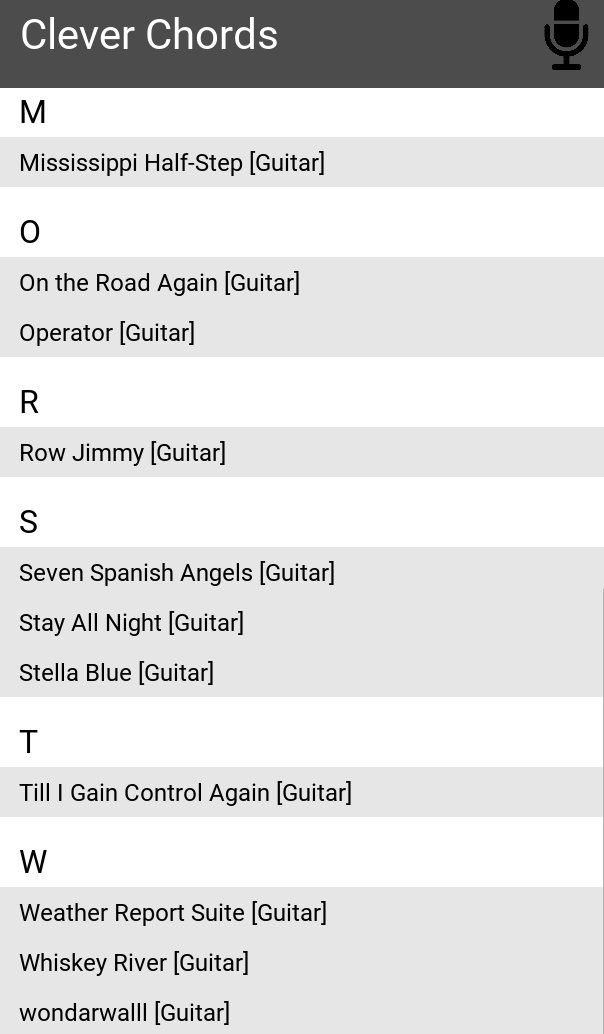 Clever Chords
M
Mississippi Half-Step [Guitar]
O
On the Road Again [Guitar]
Operator [Guitar]
R
Row Jimmy [Guitar]
S
Seven Spanish Angels [Guitar]
Stay All Night [Guitar]
Stella Blue [Guitar]
T
Till I Gain Control Again [Guitar]
W
Weather Report Suite [Guitar]
Whiskey River [Guitar]
wondarwalll [Guitar]